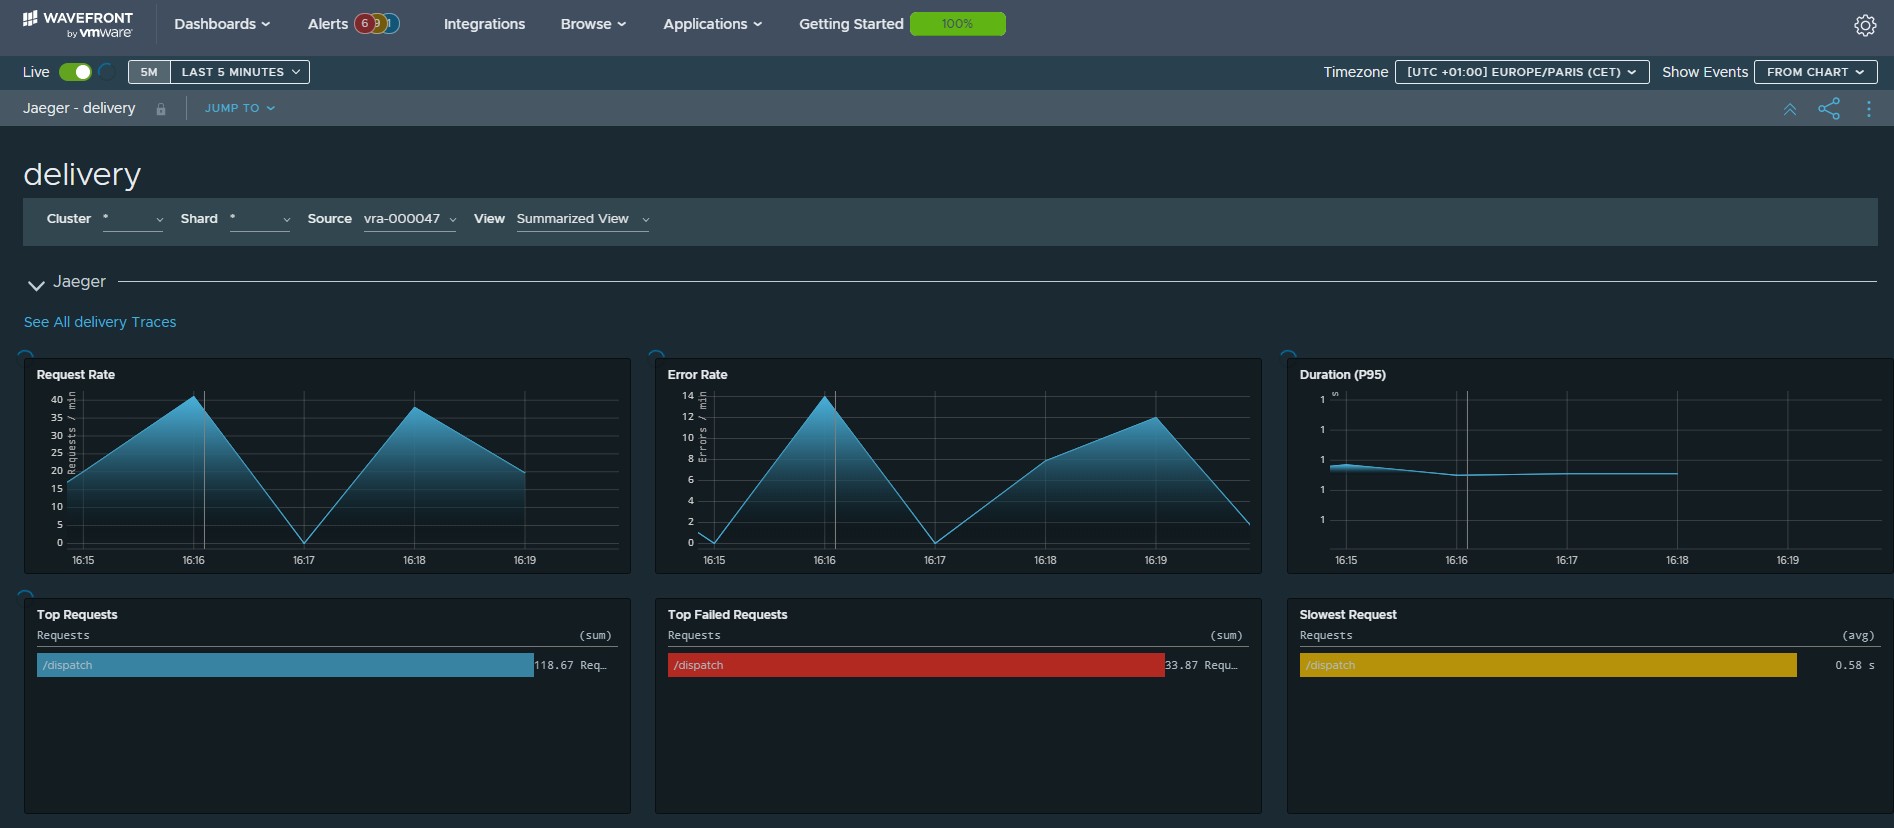 WAVEFRONT
by vmware
Dashboards
Alerts 6 9 1
Integrations
Browse
Applications
Getting Started 100%
Live
5M LAST 5 MINUTES
Timezone [UTC +01:00] EUROPE/PARIS (CET)
Show Events FROM CHART
Jaeger - delivery
JUMP TO
delivery
Cluster * Shard * Source vra-000047 View Summarized View
Jaeger
See All delivery Traces
Request Rate
Requests / min
40
35
30
25
20
15
10
5
0
16:15 16:16 16:17 16:18 16:19
Error Rate
Errors / min
14
12
10
8
6
4
2
0
16:15 16:16 16:17 16:18 16:19
Duration (P95)
s
1
1
1
1
1
16:15 16:16 16:17 16:18 16:19
Top Requests
Requests (sum)
/dispatch 118.67 Req…
Top Failed Requests
Requests (sum)
/dispatch 33.87 Requ…
Slowest Request
Requests (avg)
/dispatch 0.58 s